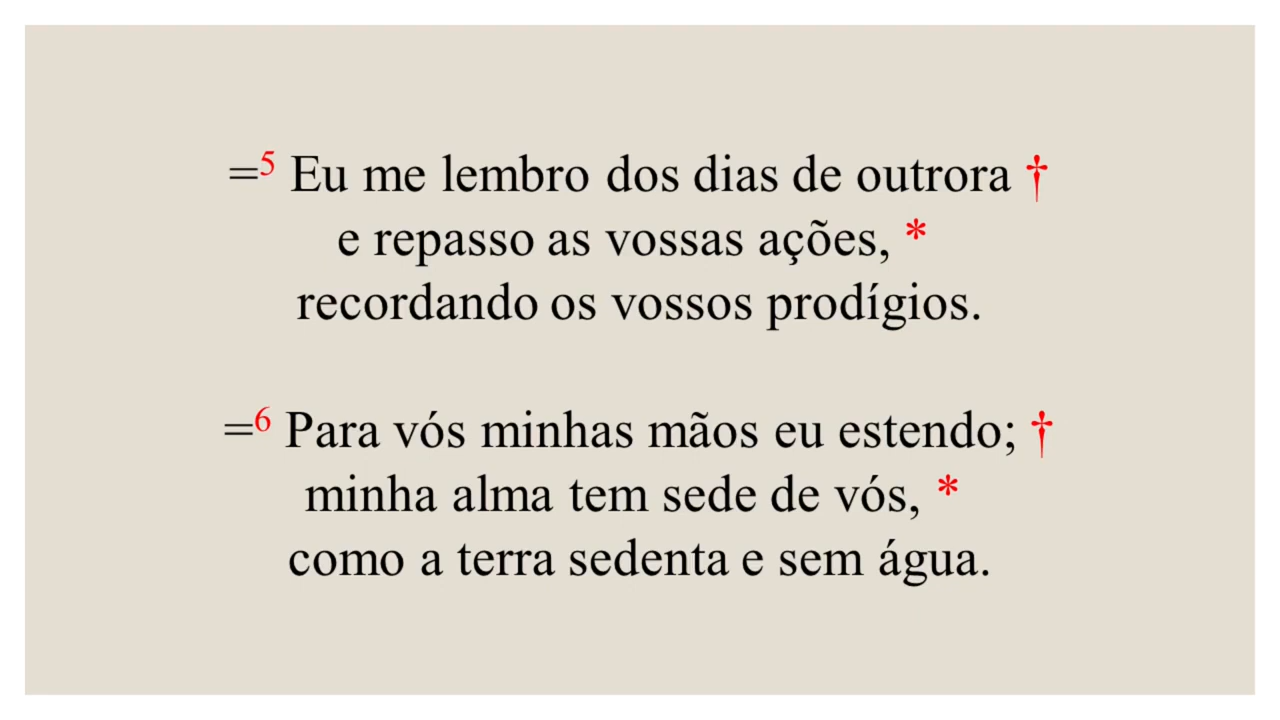 =5 Eu me lembro dos dias de outrora †
e repasso as vossas ações, *
recordando os vossos prodígios.
=6 Para vós minhas mãos eu estendo; †
minha alma tem sede de vós, *
como a terra sedenta e sem água.